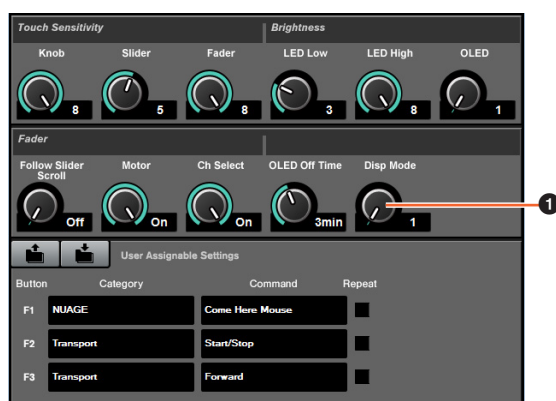 Touch Sensitivity Brightness
Knob Slider Fader LED Low LED High OLED
8 5 8 3 8 1
Fader
Follow Slider Scroll Motor Ch Select OLED Off Time Disp Mode
Off On On 3min 1
1
User Assignable Settings
Button Category Command Repeat
F1 NUAGE Come Here Mouse
F2 Transport Start/Stop
F3 Transport Forward